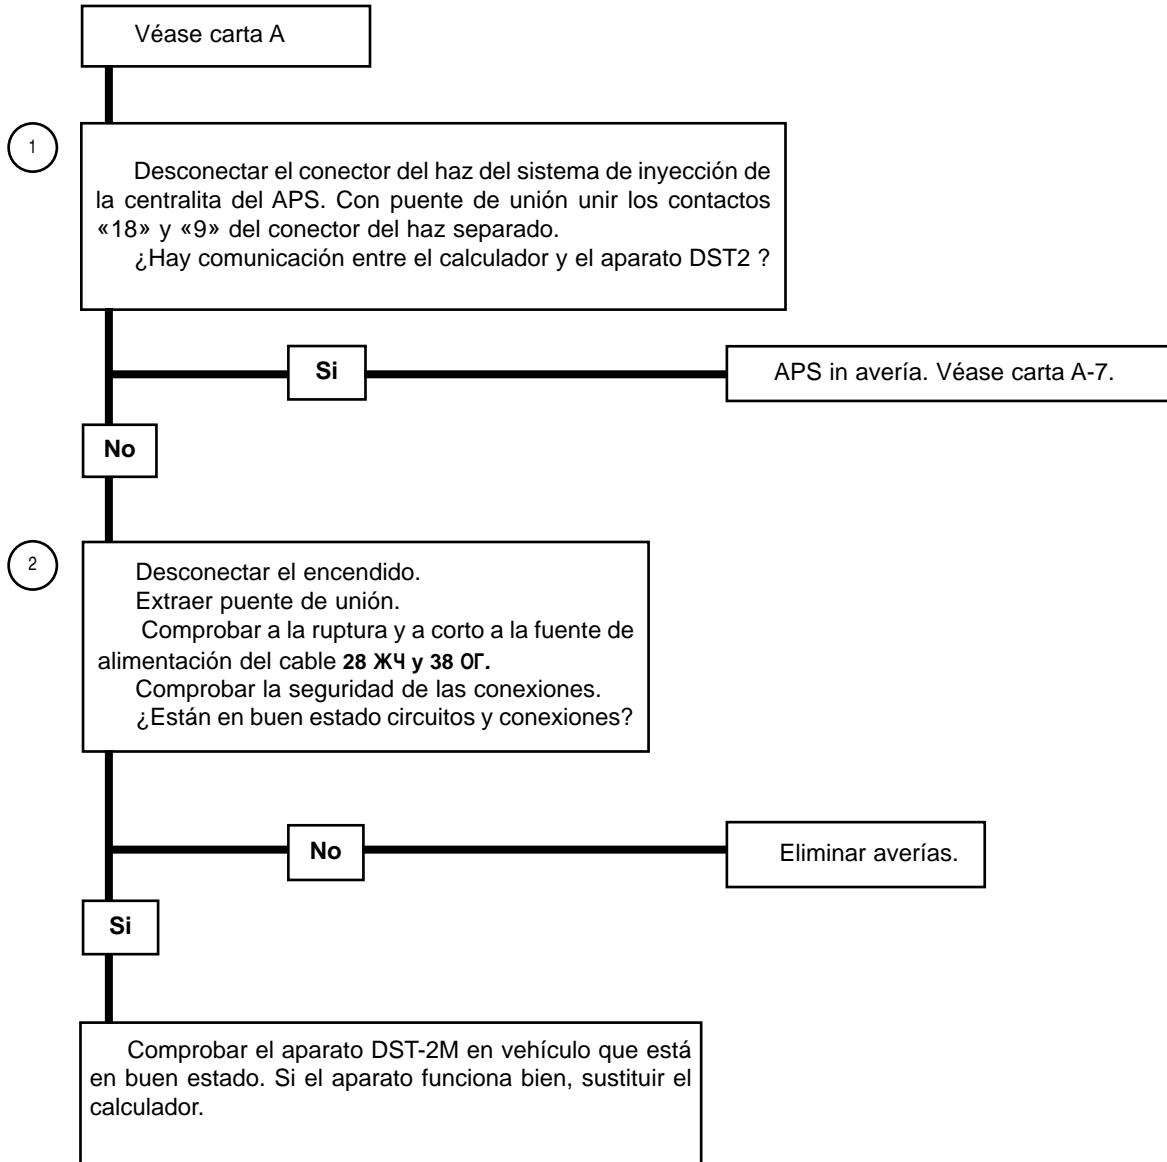 Véase carta A
1
Desconectar el conector del haz del sistema de inyección de
la centralita del APS. Con puente de unión unir los contactos
«18» y «9» del conector del haz separado.
¿Hay comunicación entre el calculador y el aparato DST2 ?
Si
APS in avería. Véase carta A-7.
No
2
Desconectar el encendido.
Extraer puente de unión.
Comprobar a la ruptura y a corto a la fuente de
alimentación del cable 28 ЖЧ y 38 ОГ.
Comprobar la seguridad de las conexiones.
¿Están en buen estado circuitos y conexiones?
No
Eliminar averías.
Si
Comprobar el aparato DST-2M en vehículo que está
en buen estado. Si el aparato funciona bien, sustituir el
calculador.